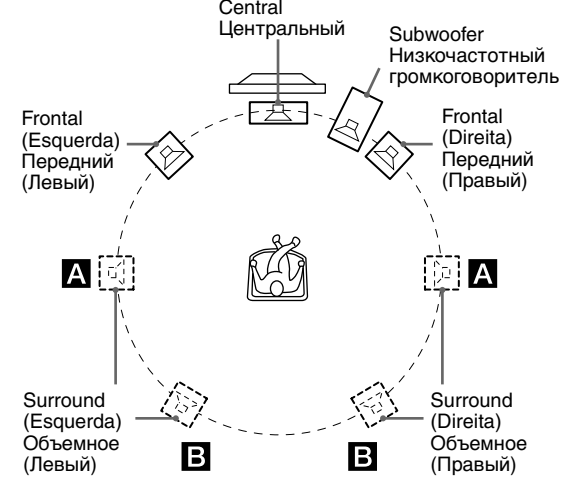 Central
Центральный
Subwoofer
Низкочастотный
громкоговоритель
Frontal
(Esquerda)
Передний
(Левый)
Frontal
(Direita)
Передний
(Правый)
A
A
Surround
(Esquerda)
Объемное
(Левый)
B
B
Surround
(Direita)
Объемное
(Правый)